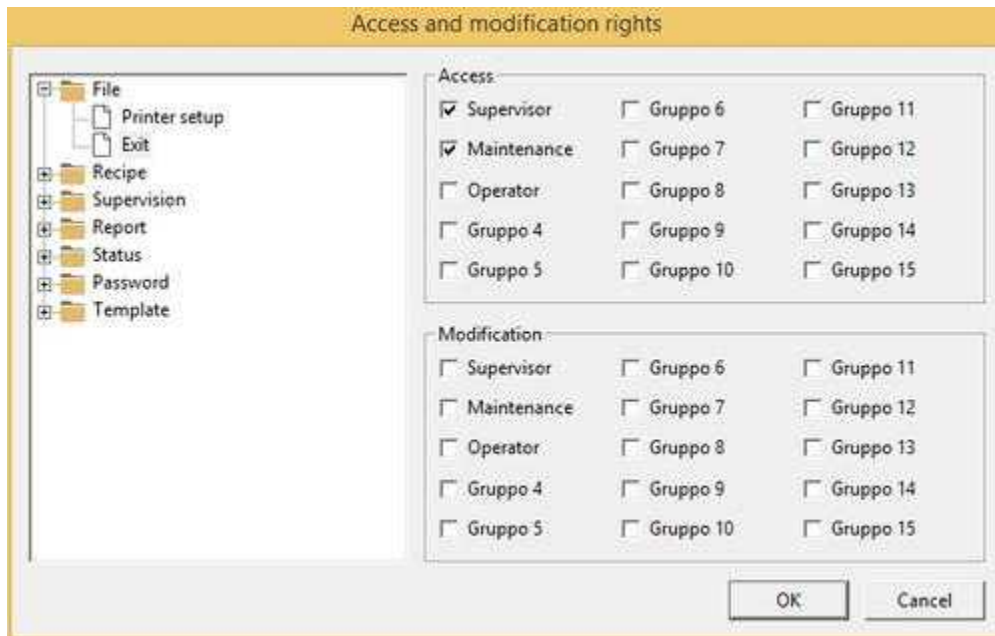 Access and modification rights
File
Printer setup
Exit
Recipe
Supervision
Report
Status
Password
Template
Access
Supervisor Gruppo 6 Gruppo 11
Maintenance Gruppo 7 Gruppo 12
Operator Gruppo 8 Gruppo 13
Gruppo 4 Gruppo 9 Gruppo 14
Gruppo 5 Gruppo 10 Gruppo 15
Modification
Supervisor Gruppo 6 Gruppo 11
Maintenance Gruppo 7 Gruppo 12
Operator Gruppo 8 Gruppo 13
Gruppo 4 Gruppo 9 Gruppo 14
Gruppo 5 Gruppo 10 Gruppo 15
OK Cancel